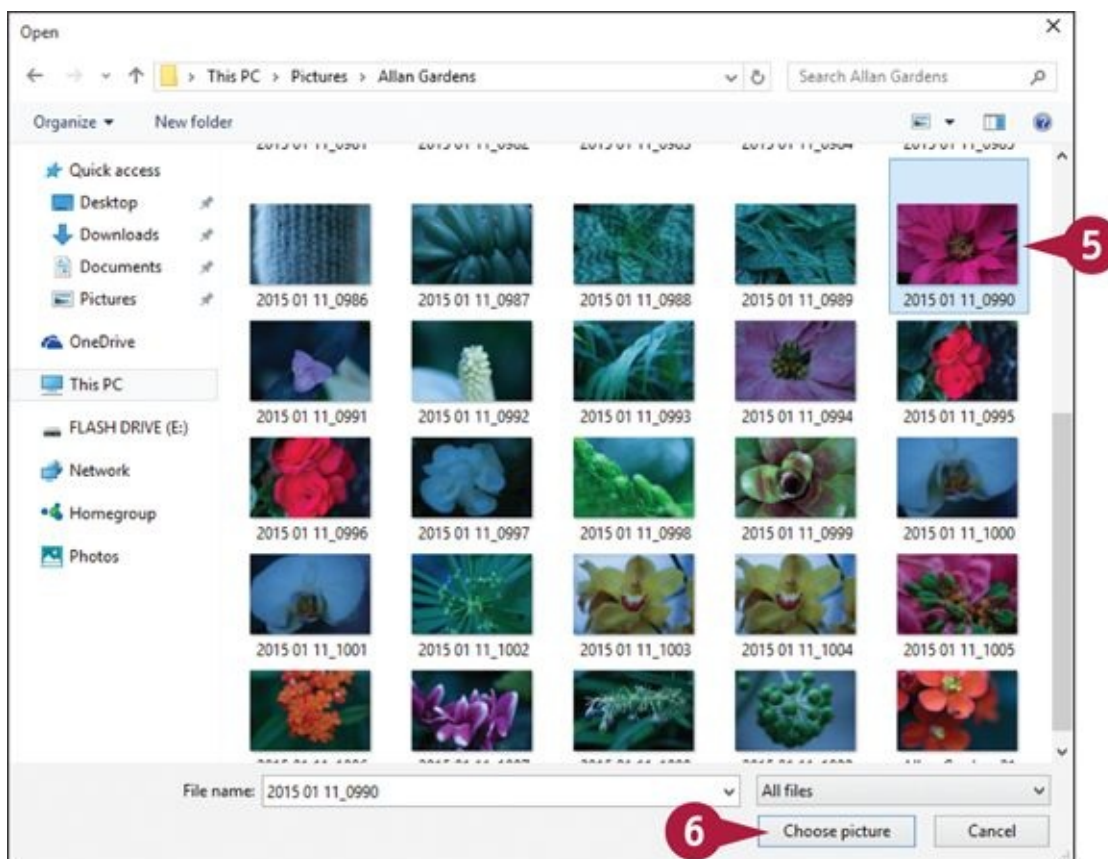 Open
This PC > Pictures > Allan Gardens
Search Allan Gardens
Organize
New folder
Quick access
Desktop
Downloads
Documents
Pictures
OneDrive
This PC
FLASH DRIVE (E:)
Network
Homegroup
Photos
2015 01 11_0986 2015 01 11_0987 2015 01 11_0988 2015 01 11_0989 2015 01 11_0990
5
2015 01 11_0991 2015 01 11_0992 2015 01 11_0993 2015 01 11_0994 2015 01 11_0995
2015 01 11_0996 2015 01 11_0997 2015 01 11_0998 2015 01 11_0999 2015 01 11_1000
2015 01 11_1001 2015 01 11_1002 2015 01 11_1003 2015 01 11_1004 2015 01 11_1005
File name: 2015 01 11_0990
All files
6
Choose picture
Cancel